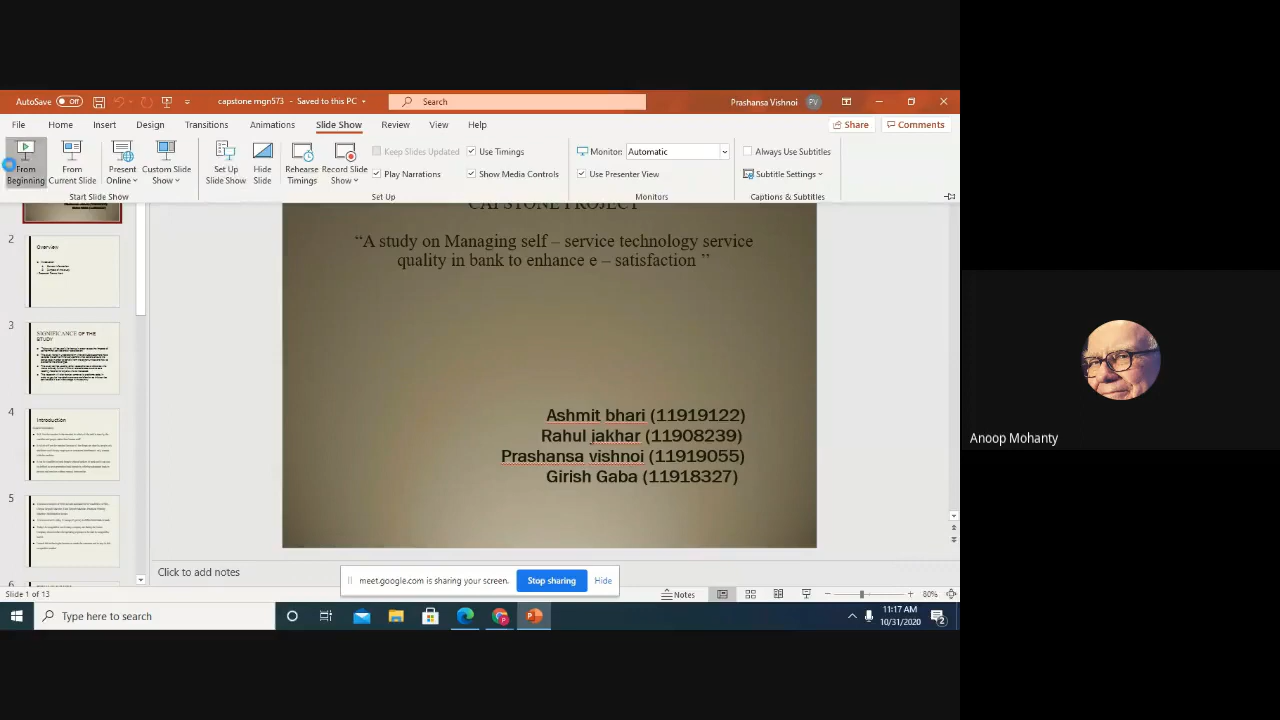 AutoSave Off
capstone mgn573 - Saved to this PC
Search
Prashansa Vishnoi PV
File Home Insert Design Transitions Animations Slide Show Review View Help
Share Comments
From Beginning
From Current Slide
Present Online
Custom Slide Show
Set Up Slide Show
Hide Slide
Rehearse Timings
Record Slide Show
Keep Slides Updated
Use Timings
Play Narrations
Show Media Controls
Monitor: Automatic
Use Presenter View
Always Use Subtitles
Subtitle Settings
Start Slide Show
Set Up
Monitors
Captions & Subtitles
2
Overview
3
SIGNIFICANCE OF THE
STUDY
4
Introduction
5
CAPSTONE PROJECT
“A study on Managing self – service technology service
quality in bank to enhance e – satisfaction ”
Ashmit bhari (11919122)
Rahul jakhar (11908239)
Prashansa vishnoi (11919055)
Girish Gaba (11918327)
Anoop Mohanty
Click to add notes
meet.google.com is sharing your screen.
Stop sharing
Hide
Slide 1 of 13
Notes
80%
Type here to search
11:17 AM
10/31/2020
2